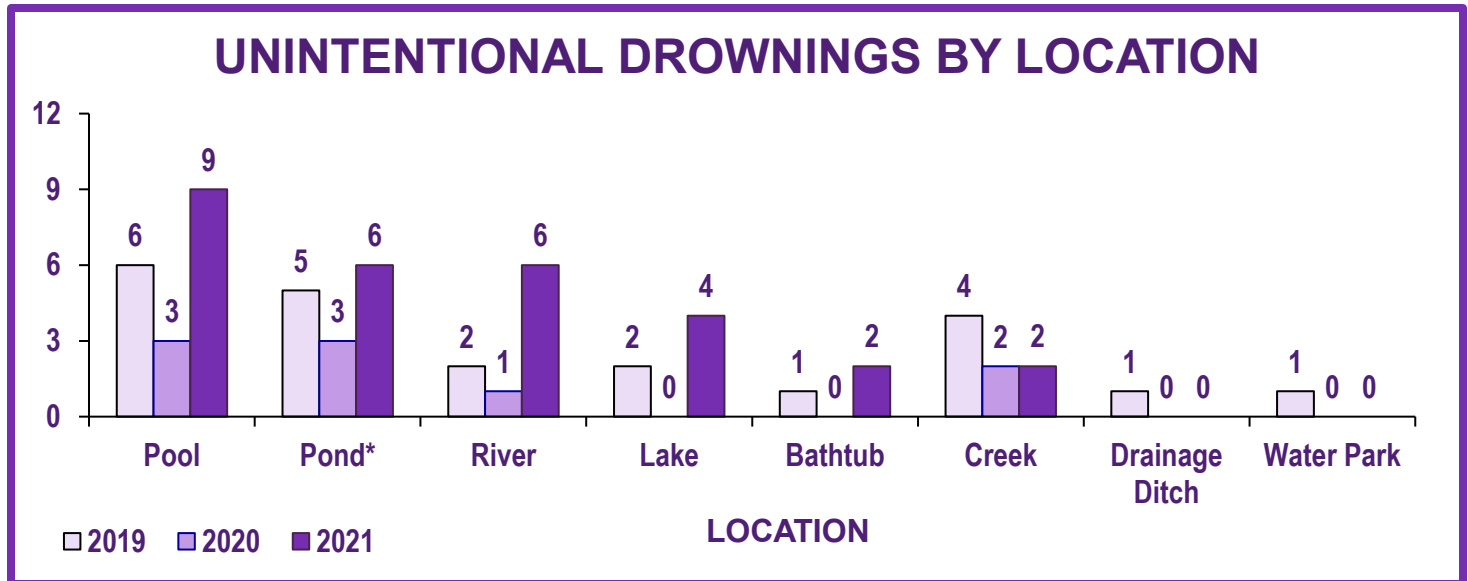 UNINTENTIONAL DROWNINGS BY LOCATION
12
9
6
3
0
6 3 9
5 3 6
2 1 6
2 0 4
1 0 2
4 2 2
1 0 0
1 0 0
Pool Pond* River Lake Bathtub Creek Drainage Water Park
Ditch
LOCATION
2019 2020 2021